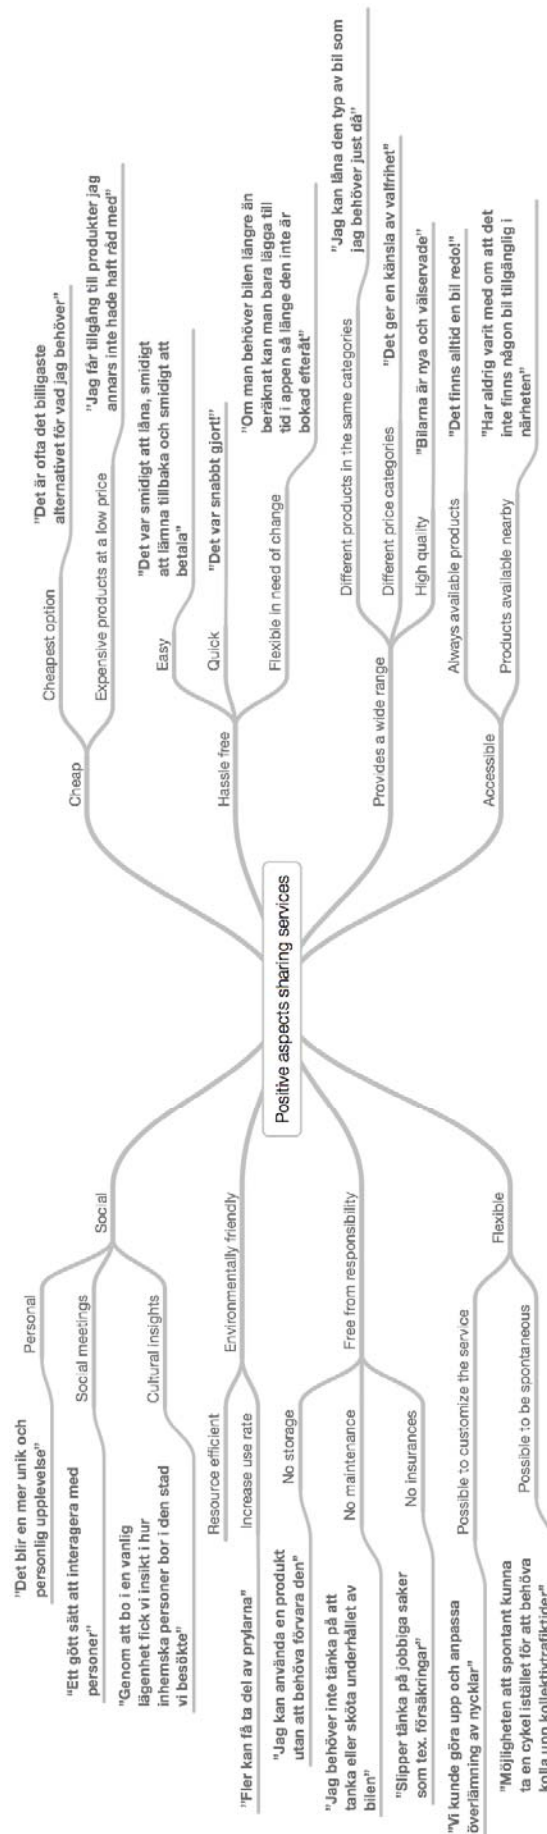 Positive aspects sharing services
Social
Personal
"Det blir en mer unik och
personlig upplevelse"
Social meetings
"Ett gött sätt att interagera med
personer"
Cultural insights
"Genom att bo i en vanlig
lägenhet fick vi insikt i hur
inhemska personer bor i den stad
vi besökte"
Environmentally friendly
Resource efficient
Increase use rate
"Fler kan få ta del av prylarna"
Free from responsibility
No storage
"Jag kan använda en produkt
utan att behöva förvara den"
No maintenance
"Jag behöver inte tänka på att
tanka eller sköta underhållet av
bilen"
No insurances
"Slipper tänka på jobbiga saker
som tex. försäkringar"
Flexible
Possible to customize the service
"Vi kunde göra upp och anpassa
överlämning av nycklar"
Possible to be spontaneous
"Möjligheten att spontant kunna
ta en cykel istället för att behöva
kolla upp kollektivtrafiktider"
Cheap
Cheapest option
"Det är ofta det billigaste
alternativet för vad jag behöver"
Expensive products at a low price
"Jag får tillgång till produkter jag
annars inte hade haft råd med"
Hassle free
Easy
"Det var smidigt att låna, smidigt
att lämna tillbaka och smidigt att
betala"
Quick
"Det var snabbt gjort!"
Flexible in need of change
"Om man behöver bilen längre än
beräknat kan man bara lägga till
tid i appen så länge den inte är
bokad efteråt"
Provides a wide range
Different products in the same categories
"Jag kan låna den typ av bil som
jag behöver just då"
Different price categories
"Det ger en känsla av valfrihet"
High quality
"Bilarna är nya och välservade"
Accessible
Always available products
"Det finns alltid en bil redo!"
Products available nearby
"Har aldrig varit med om att det
inte finns någon bil tillgänglig i
närheten"